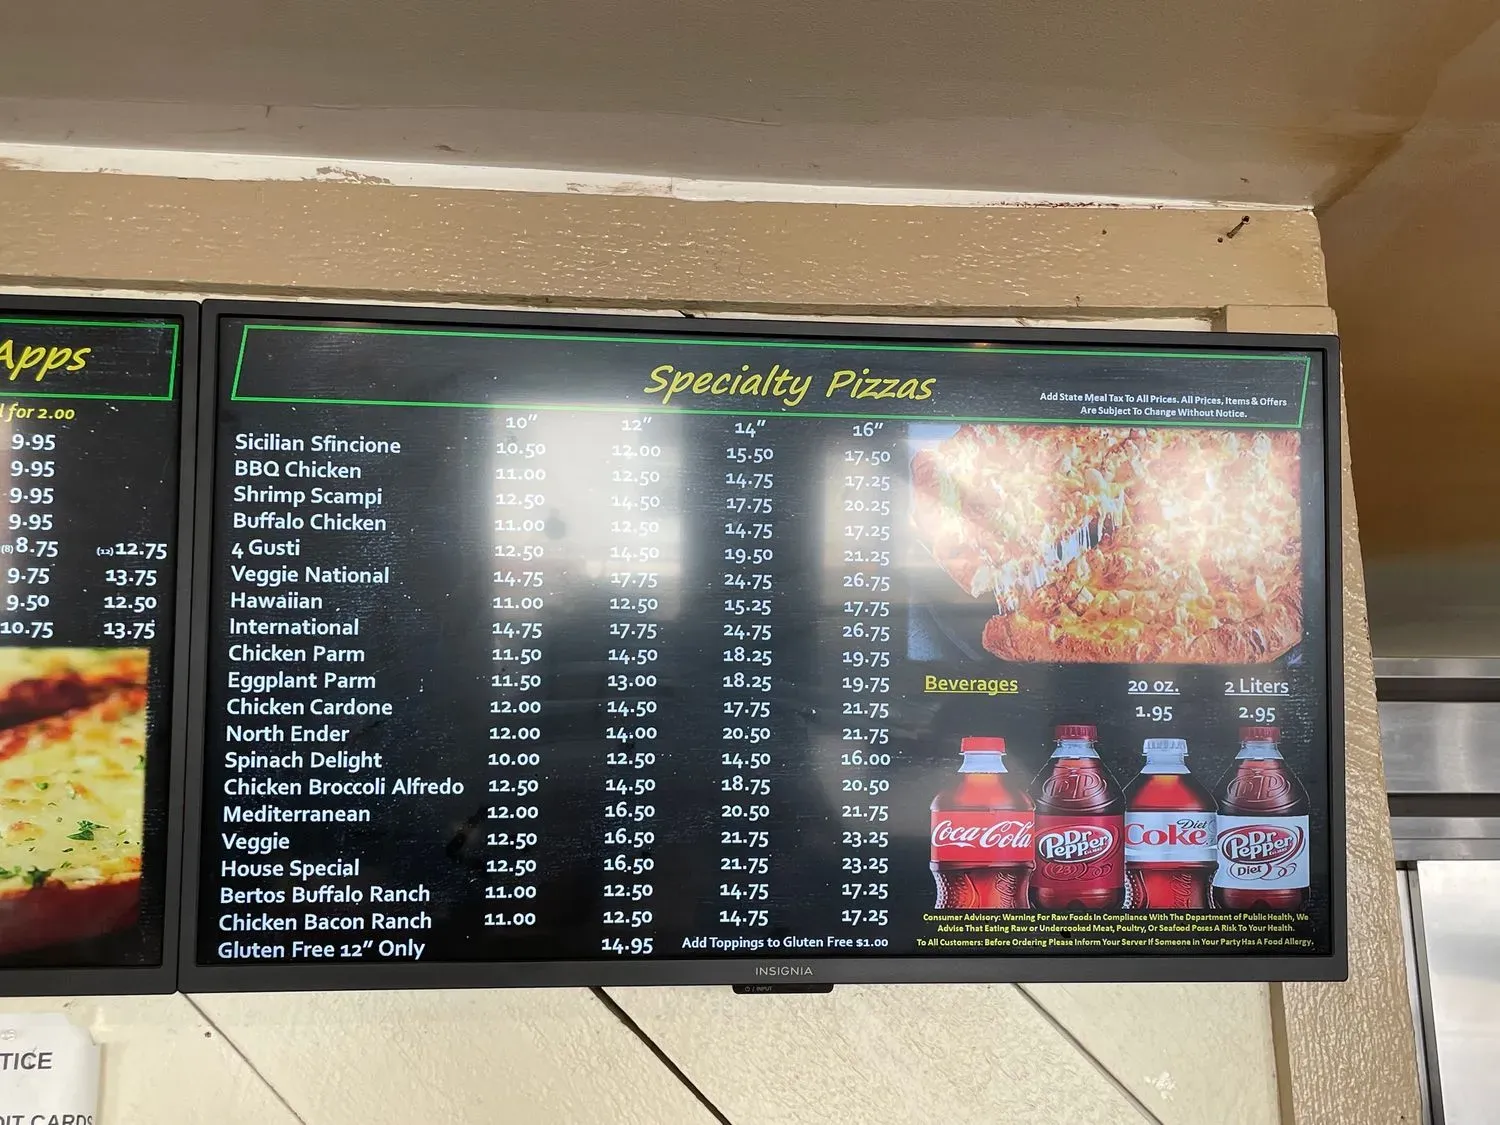 Apps
l for 2.00
9.95
9.95
9.95
9.95
(8)8.75 (12)12.75
9.75 13.75
9.50 12.50
10.75 13.75
Specialty Pizzas
Add State Meal Tax To All Prices. All Prices, Items & Offers
Are Subject To Change Without Notice.
10" 12" 14" 16"
Sicilian Sfincione 10.50 12.00 15.50 17.50
BBQ Chicken 11.00 12.50 14.75 17.25
Shrimp Scampi 12.50 14.50 17.75 20.25
Buffalo Chicken 11.00 12.50 14.75 17.25
4 Gusti 12.50 14.50 19.50 21.25
Veggie National 14.75 17.75 24.75 26.75
Hawaiian 11.00 12.50 15.25 17.75
International 14.75 17.75 24.75 26.75
Chicken Parm 11.50 14.50 18.25 19.75
Eggplant Parm 11.50 13.00 18.25 19.75
Chicken Cardone 12.00 14.50 17.75 21.75
North Ender 12.00 14.00 20.50 21.75
Spinach Delight 10.00 12.50 14.50 16.00
Chicken Broccoli Alfredo 12.50 14.50 18.75 20.50
Mediterranean 12.00 16.50 20.50 21.75
Veggie 12.50 16.50 21.75 23.25
House Special 12.50 16.50 21.75 23.25
Bertos Buffalo Ranch 11.00 12.50 14.75 17.25
Chicken Bacon Ranch 11.00 12.50 14.75 17.25
Gluten Free 12" Only 14.95 Add Toppings to Gluten Free $1.00
Beverages 20 oz. 2 Liters
1.95 2.95
Coca-Cola
Dr Pepper
23
Diet Coke
Dr Pepper
Diet
Consumer Advisory: Warning For Raw Foods In Compliance With The Department of Public Health, We
Advise That Eating Raw or Undercooked Meat, Poultry, Or Seafood Poses A Risk To Your Health.
To All Customers: Before Ordering Please Inform Your Server If Someone in Your Party Has A Food Allergy.
INSIGNIA
/ INPUT
TICE
DIT CARDS